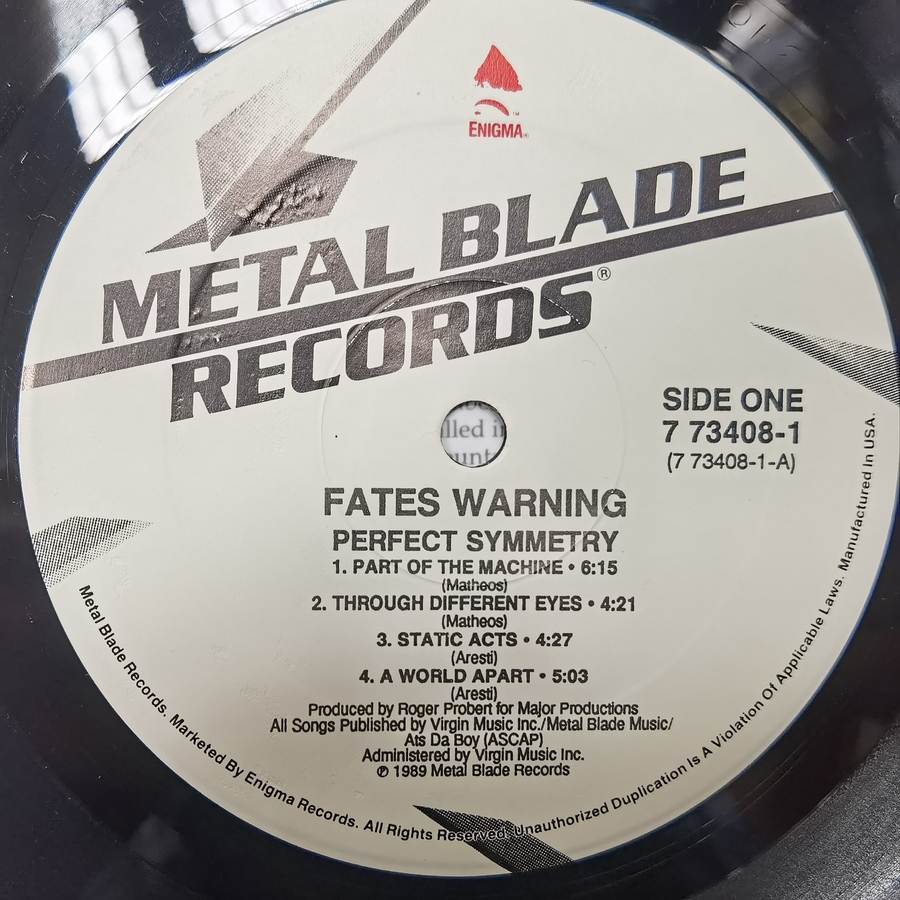 ENIGMA
METAL BLADE
RECORDS®
SIDE ONE
7 73408-1
(7 73408-1-A)
FATES WARNING
PERFECT SYMMETRY
1. PART OF THE MACHINE • 6:15
(Matheos)
2. THROUGH DIFFERENT EYES • 4:21
(Matheos)
3. STATIC ACTS • 4:27
(Aresti)
4. A WORLD APART • 5:03
(Aresti)
Produced by Roger Probert for Major Productions
All Songs Published by Virgin Music Inc./Metal Blade Music/
Ats Da Boy (ASCAP)
Administered by Virgin Music Inc.
℗ 1989 Metal Blade Records
Metal Blade Records. Marketed By Enigma Records. All Rights Reserved. Unauthorized Duplication Is A Violation Of Applicable Laws. Manufactured In USA.